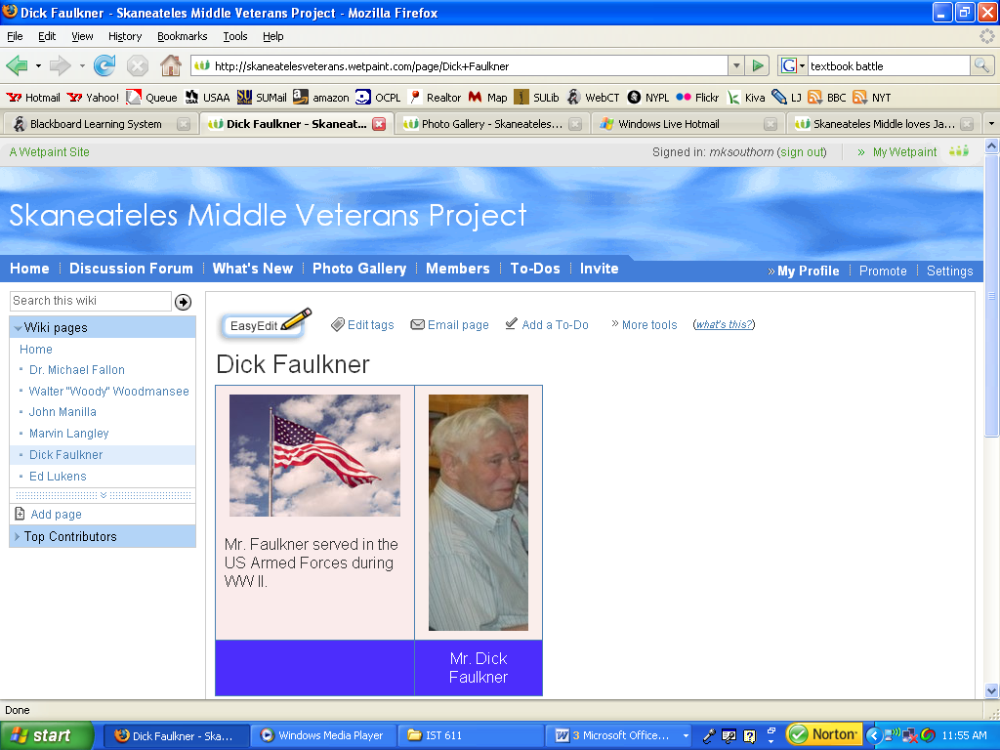 Dick Faulkner - Skaneateles Middle Veterans Project - Mozilla Firefox
File Edit View History Bookmarks Tools Help
http://skaneatelesveterans.wetpaint.com/page/Dick+Faulkner G textbook battle
Hotmail Yahoo! Queue USAA SUMail amazon OCPL Realtor Map SULib WebCT NYPL Flickr Kiva LJ BBC NYT
Blackboard Learning System Dick Faulkner - Skaneat... Photo Gallery - Skaneateles... Windows Live Hotmail Skaneateles Middle loves Ja...
A Wetpaint Site Signed in: mksouthorn (sign out) » My Wetpaint
Skaneateles Middle Veterans Project
Home Discussion Forum What's New Photo Gallery Members To-Dos Invite » My Profile Promote Settings
Search this wiki
Wiki pages
Home
Dr. Michael Fallon
Walter "Woody" Woodmansee
John Manilla
Marvin Langley
Dick Faulkner
Ed Lukens
Add page
Top Contributors
EasyEdit Edit tags Email page Add a To-Do » More tools (what's this?)
Dick Faulkner
Mr. Faulkner served in the
US Armed Forces during
WW II.
Mr. Dick
Faulkner
Done
start Dick Faulkner - Ska... Windows Media Player IST 611 3 Microsoft Office... Norton 11:55 AM